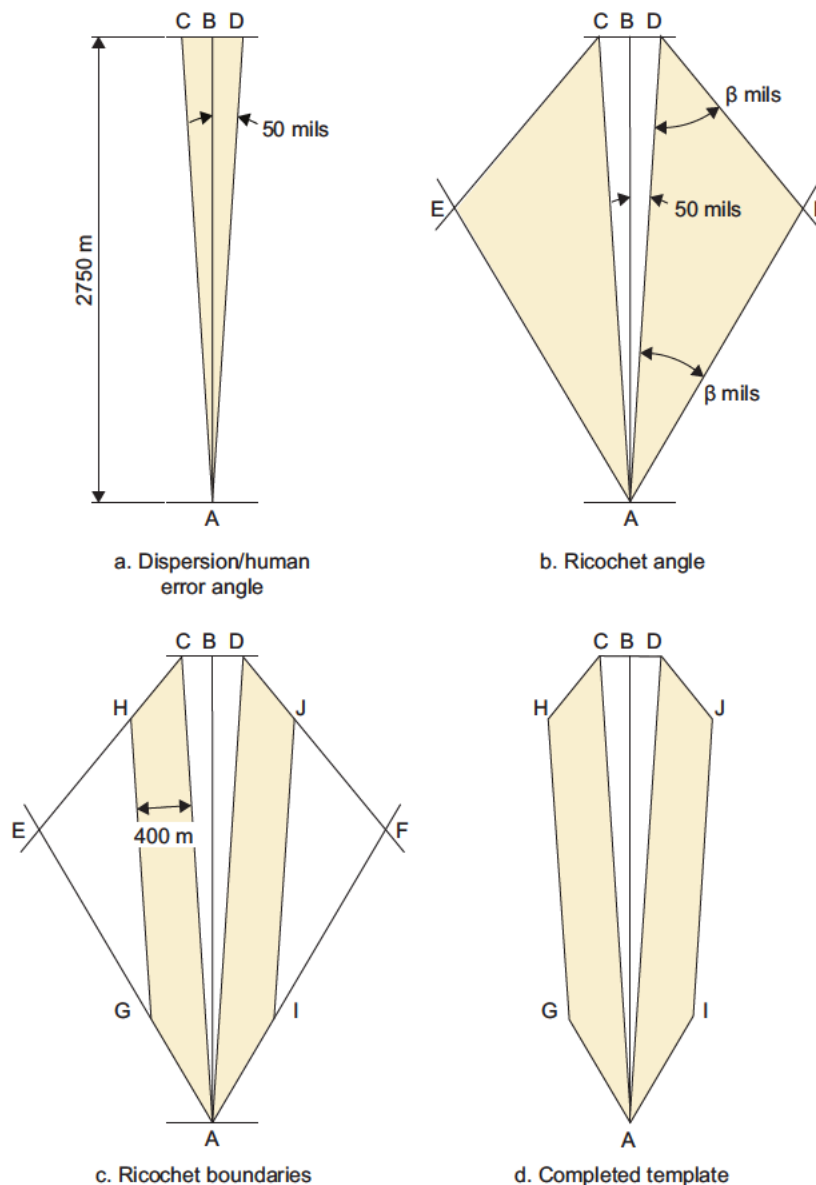 C B D
50 mils
2750 m
A
a. Dispersion/human
error angle
C B D
β mils
E
50 mils
β mils
A
b. Ricochet angle
C B D
H
J
E
F
400 m
G
I
A
c. Ricochet boundaries
C B D
H
J
G
I
A
d. Completed template